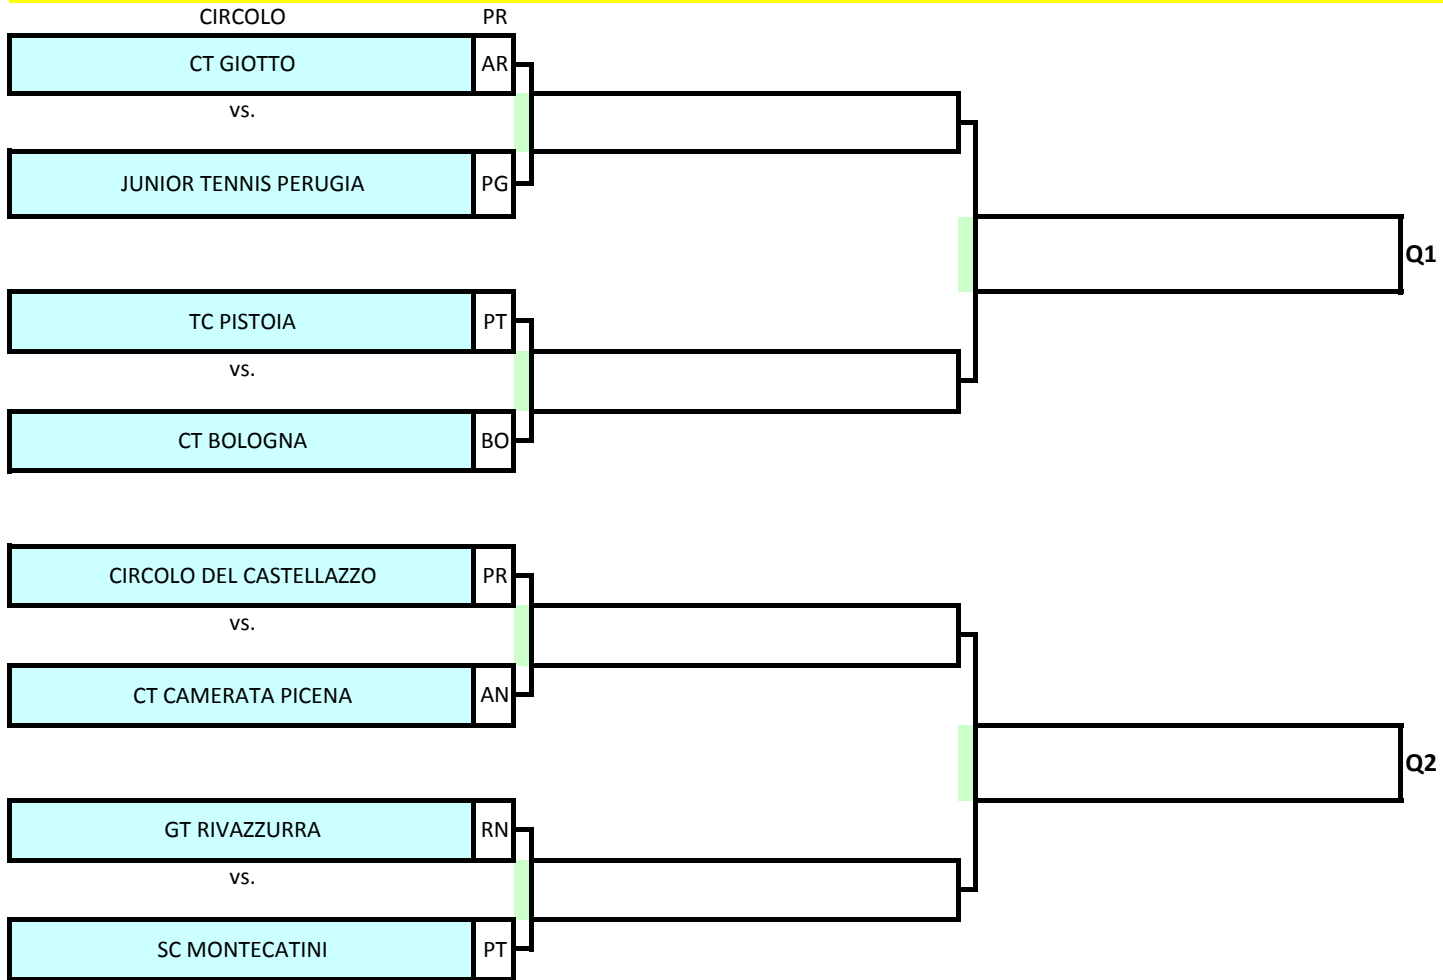 CIRCOLO PR
CT GIOTTO AR
vs.
JUNIOR TENNIS PERUGIA PG
Q1
TC PISTOIA PT
vs.
CT BOLOGNA BO
CIRCOLO DEL CASTELLAZZO PR
vs.
CT CAMERATA PICENA AN
Q2
GT RIVAZZURRA RN
vs.
SC MONTECATINI PT